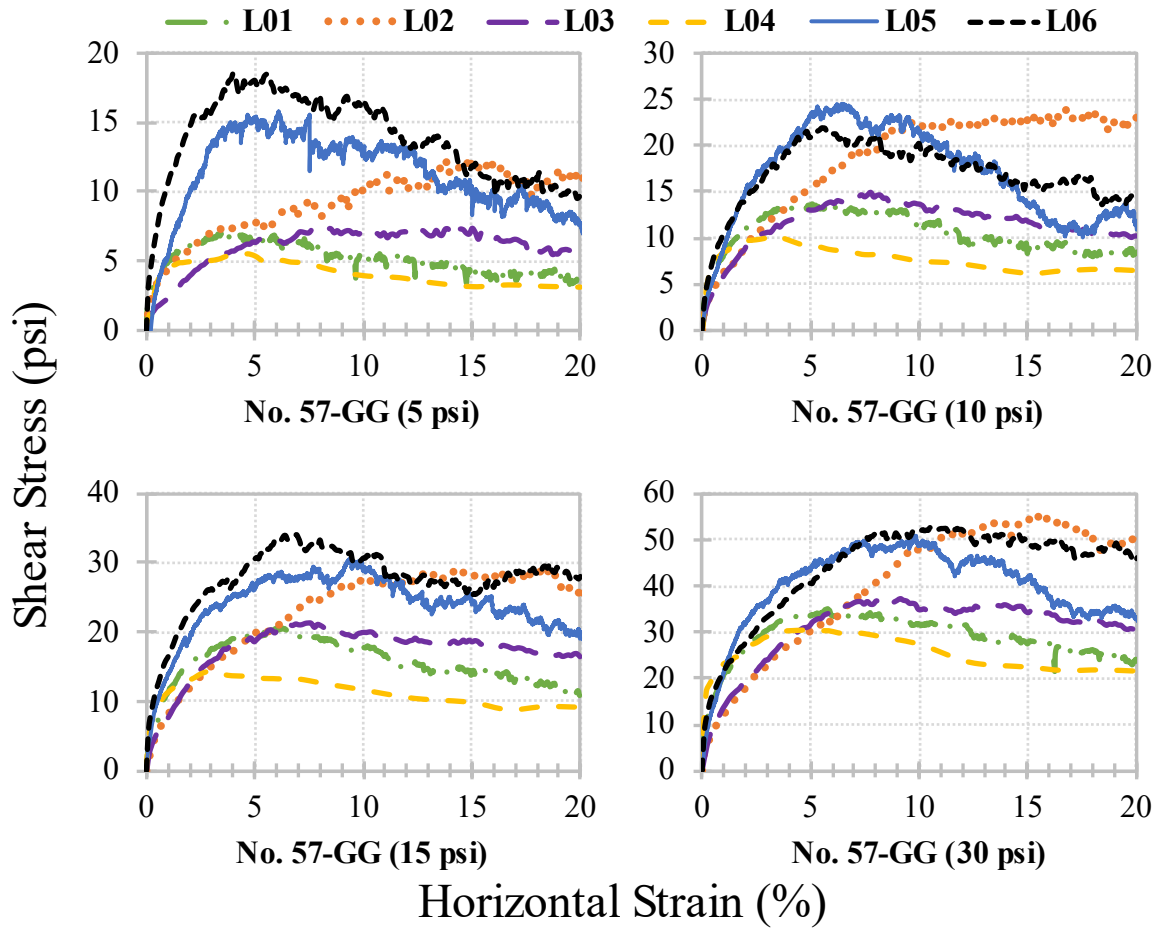 L01 L02 L03 L04 L05 L06
20
15
10
5
0
0 5 10 15 20
No. 57-GG (5 psi)
30
25
20
15
10
5
0
0 5 10 15 20
No. 57-GG (10 psi)
Shear Stress (psi)
40
30
20
10
0
0 5 10 15 20
No. 57-GG (15 psi)
60
50
40
30
20
10
0
0 5 10 15 20
No. 57-GG (30 psi)
Horizontal Strain (%)